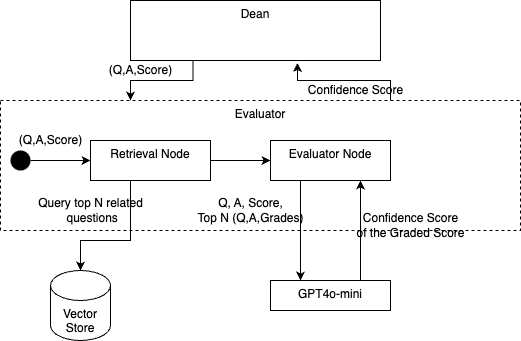 Dean
(Q,A,Score)
Confidence Score
Evaluator
(Q,A,Score)
Retrieval Node
Evaluator Node
Query top N related
questions
Q, A, Score,
Top N (Q,A,Grades)
Confidence Score
of the Graded Score
Vector
Store
GPT4o-mini